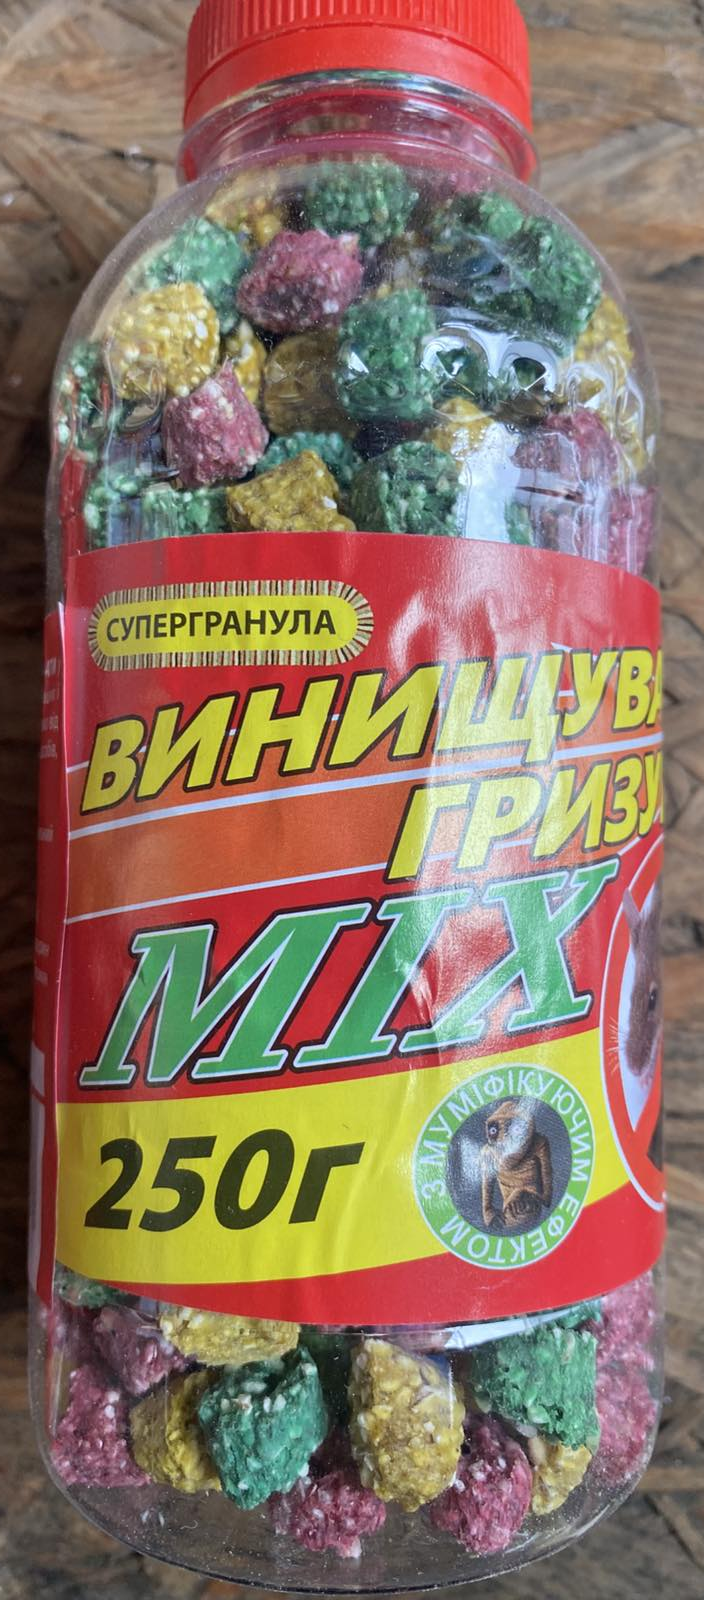 СУПЕРГРАНУЛА
ВИНИЩУВА
ГРИЗУ
MIX
250г
З МУМІФІКУЮЧИМ ЕФЕКТОМ